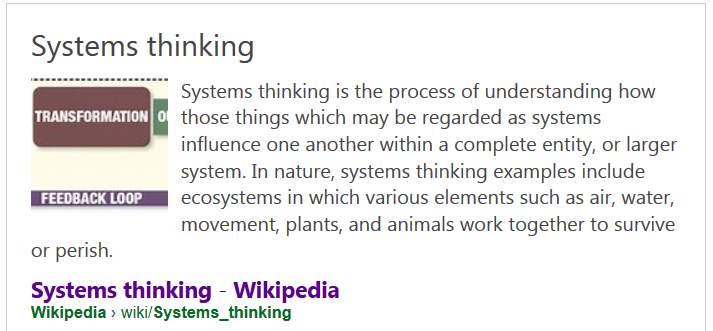 Systems thinking
TRANSFORMATION
FEEDBACK LOOP
Systems thinking is the process of understanding how
those things which may be regarded as systems
influence one another within a complete entity, or larger
system. In nature, systems thinking examples include
ecosystems in which various elements such as air, water,
movement, plants, and animals work together to survive
or perish.
Systems thinking - Wikipedia
Wikipedia › wiki/Systems_thinking